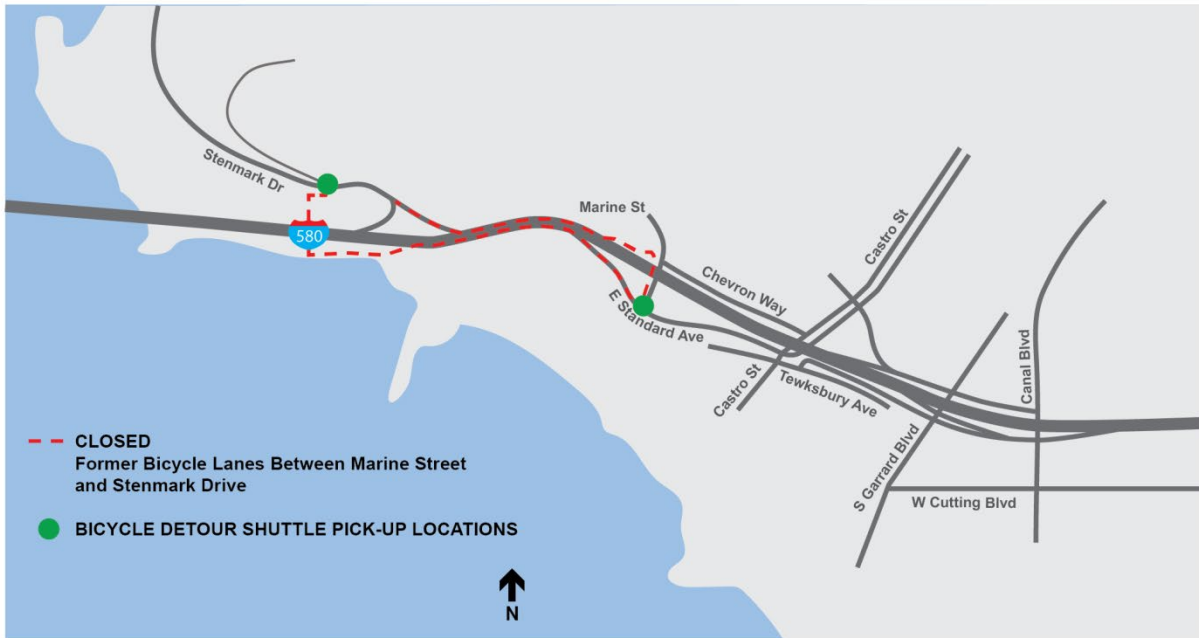 Stenmark Dr
580
Marine St
Castro St
Chevron Way
E Standard Ave
Castro St
Tewksbury Ave
Canal Blvd
S Garrard Blvd
W Cutting Blvd
CLOSED
Former Bicycle Lanes Between Marine Street
and Stenmark Drive
BICYCLE DETOUR SHUTTLE PICK-UP LOCATIONS
N